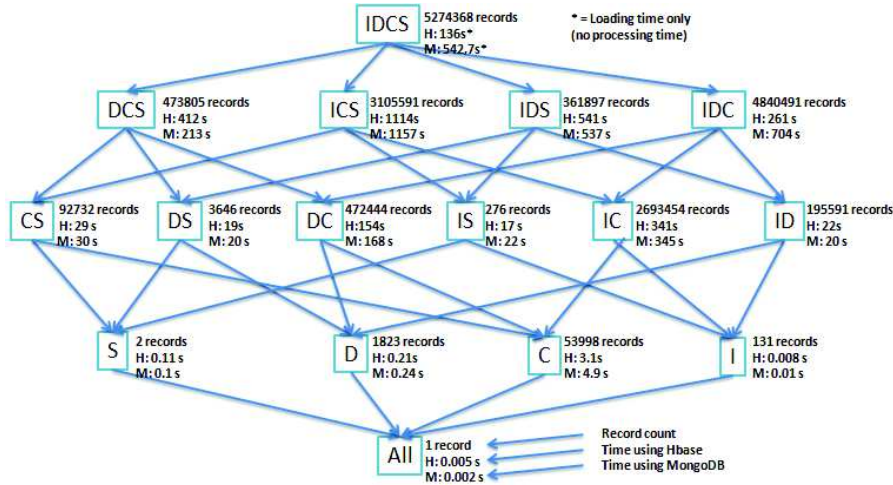 IDCS
5274368 records
H: 136s*
M: 542,7s*
* = Loading time only
(no processing time)
DCS
473805 records
H: 412 s
M: 213 s
ICS
3105591 records
H: 1114s
M: 1157 s
IDS
361897 records
H: 541 s
M: 537 s
IDC
4840491 records
H: 261 s
M: 704 s
CS
92732 records
H: 29 s
M: 30 s
DS
3646 records
H: 19s
M: 20 s
DC
472444 records
H:154s
M: 168 s
IS
276 records
H: 17 s
M: 22 s
IC
2693454 records
H: 341s
M: 345 s
ID
195591 records
H: 22s
M: 20 s
S
2 records
H: 0.11 s
M: 0.1 s
D
1823 records
H: 0.21s
M: 0.24 s
C
53998 records
H: 3.1s
M: 4.9 s
I
131 records
H: 0.008 s
M: 0.01 s
All
1 record
H: 0.005 s
M: 0.002 s
Record count
Time using Hbase
Time using MongoDB